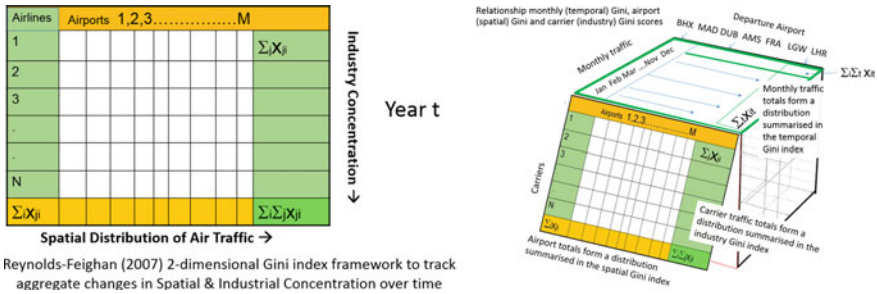 Airlines
Airports 1,2,3................M
1
ΣjXji
2
3
.
.
N
ΣiXji
ΣiΣjXji
Industry Concentration →
Year t
Spatial Distribution of Air Traffic →
Reynolds-Feighan (2007) 2-dimensional Gini index framework to track
aggregate changes in Spatial & Industrial Concentration over time
Relationship monthly (temporal) Gini, airport
(spatial) Gini and carrier (industry) Gini scores
Departure Airport
BHX MAD DUB AMS FRA LGW LHR
Monthly traffic
Jan Feb Mar ...Nov Dec
ΣiΣt Xit
ΣiXit
Monthly traffic
totals form a
distribution
summarised in
the temporal
Gini index
Airports 1,2,3................M
1
2
3
.
.
N
Carriers
ΣjXji
ΣiXji
ΣiΣjXji
Carrier traffic totals form a
distribution summarised in the
industry Gini index
Airport totals form a distribution
summarised in the spatial Gini index